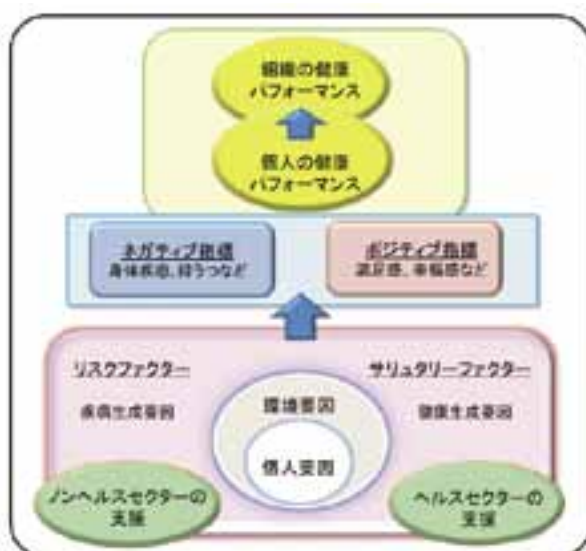 組織の健康
パフォーマンス
個人の健康
パフォーマンス
ネガティブ指標
身体疾患、抑うつなど
ポジティブ指標
満足感、幸福感など
リスクファクター
サリュタリーファクター
疾病生成要因
環境要因
健康生成要因
個人要因
ノンヘルスセクターの
支援
ヘルスセクターの
支援